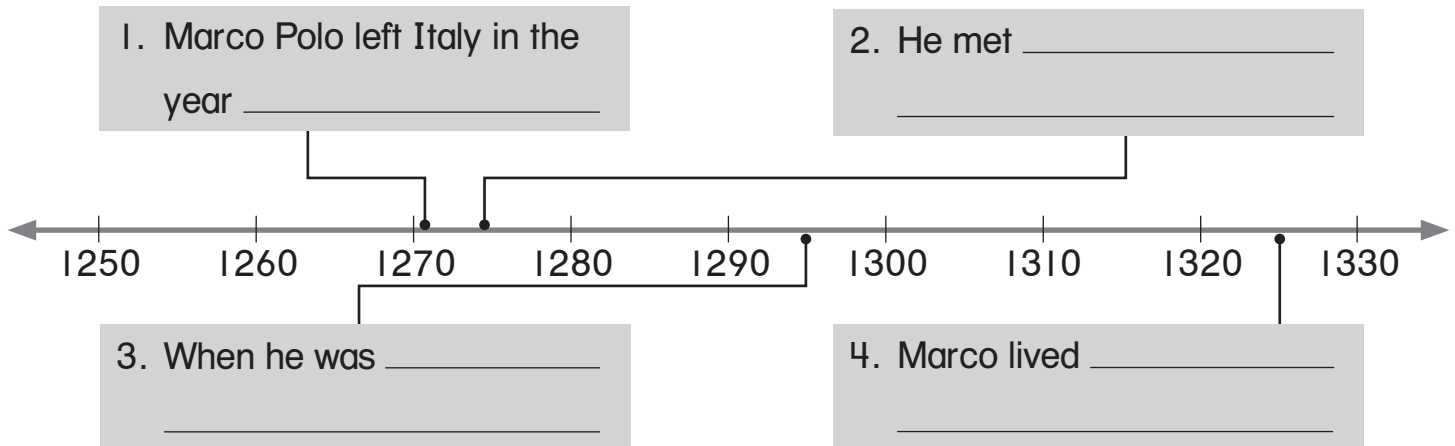 1. Marco Polo left Italy in the
year
2. He met
1250 1260 1270 1280 1290 1300 1310 1320 1330
3. When he was
4. Marco lived